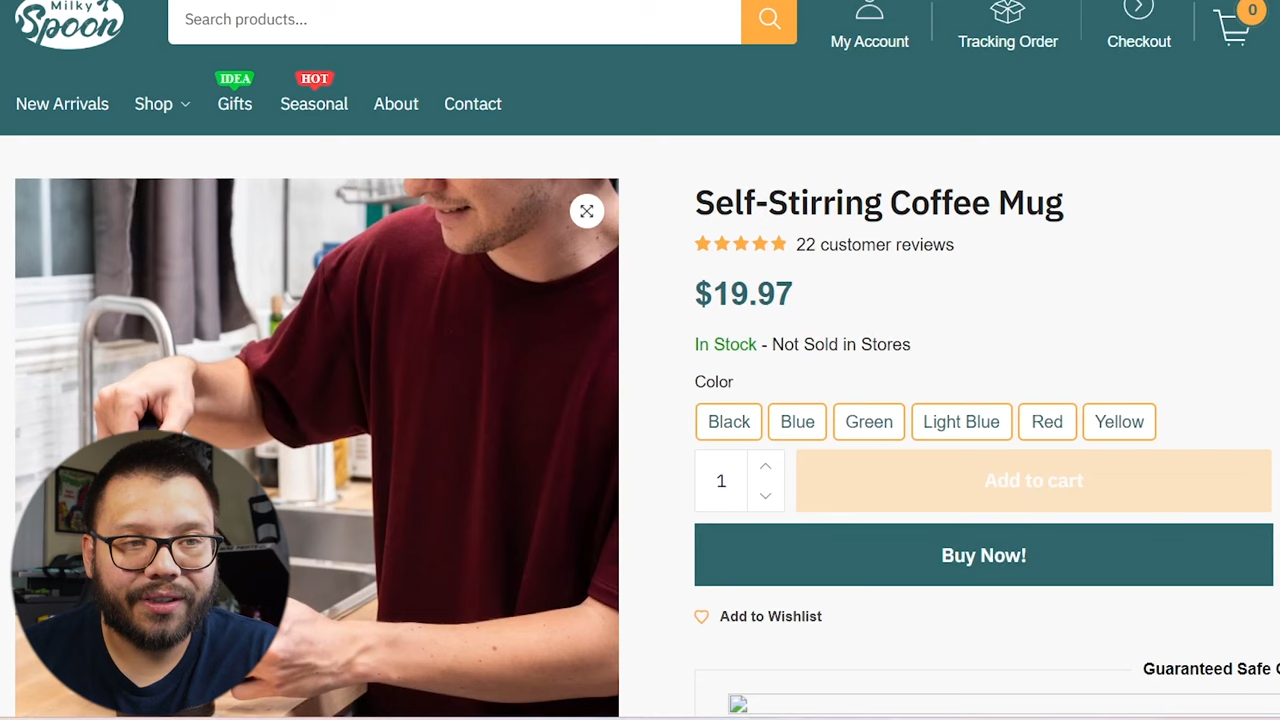 Milky
Spoon
Search products...
My Account
Tracking Order
Checkout
0
IDEA
HOT
New Arrivals
Shop
Gifts
Seasonal
About
Contact
Self-Stirring Coffee Mug
22 customer reviews
$19.97
In Stock - Not Sold in Stores
Color
Black
Blue
Green
Light Blue
Red
Yellow
1
Add to cart
Buy Now!
Add to Wishlist
Guaranteed Safe